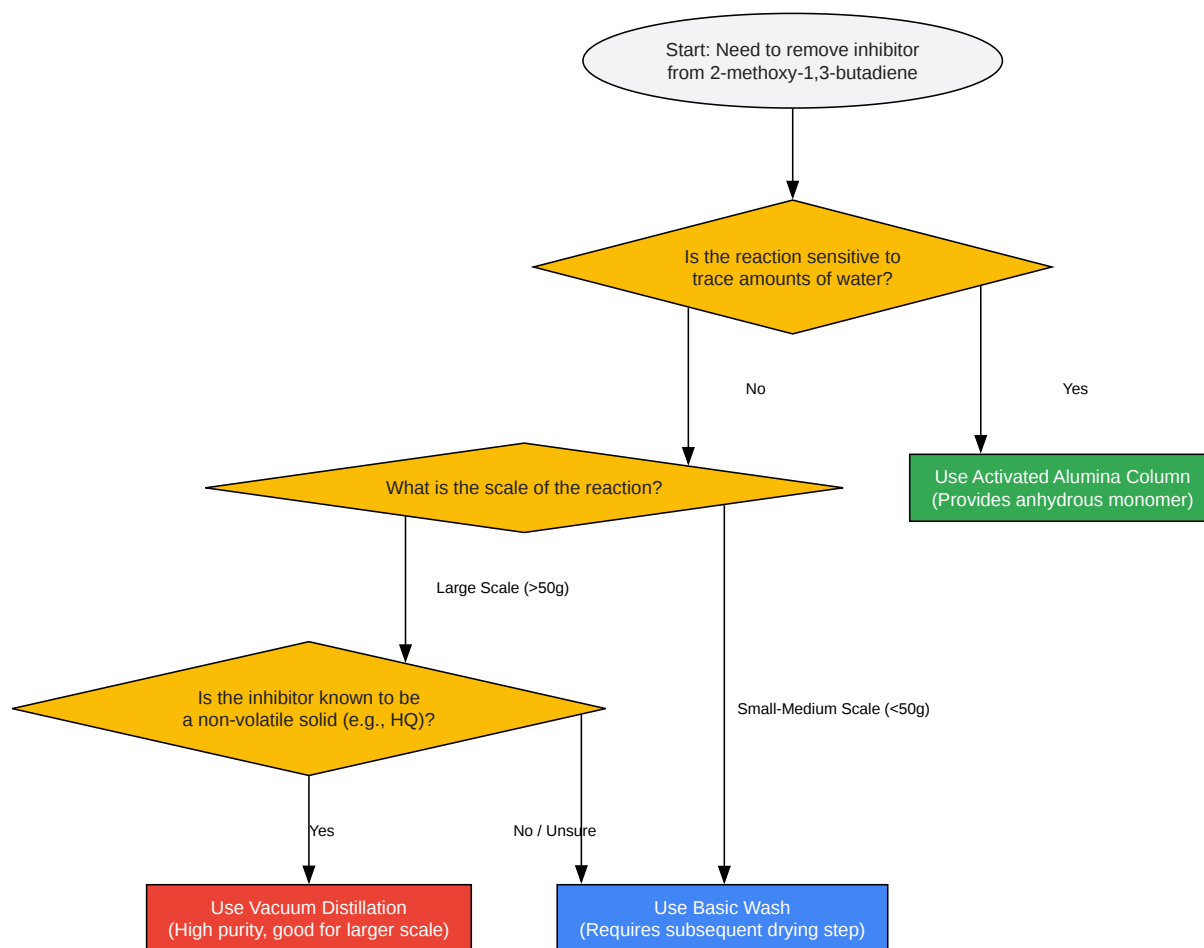 Start: Need to remove inhibitor
from 2-methoxy-1,3-butadiene
Is the reaction sensitive to
trace amounts of water?
No
Yes
Use Activated Alumina Column
(Provides anhydrous monomer)
What is the scale of the reaction?
Large Scale (>50g)
Small-Medium Scale (<50g)
Is the inhibitor known to be
a non-volatile solid (e.g., HQ)?
Yes
No / Unsure
Use Vacuum Distillation
(High purity, good for larger scale)
Use Basic Wash
(Requires subsequent drying step)